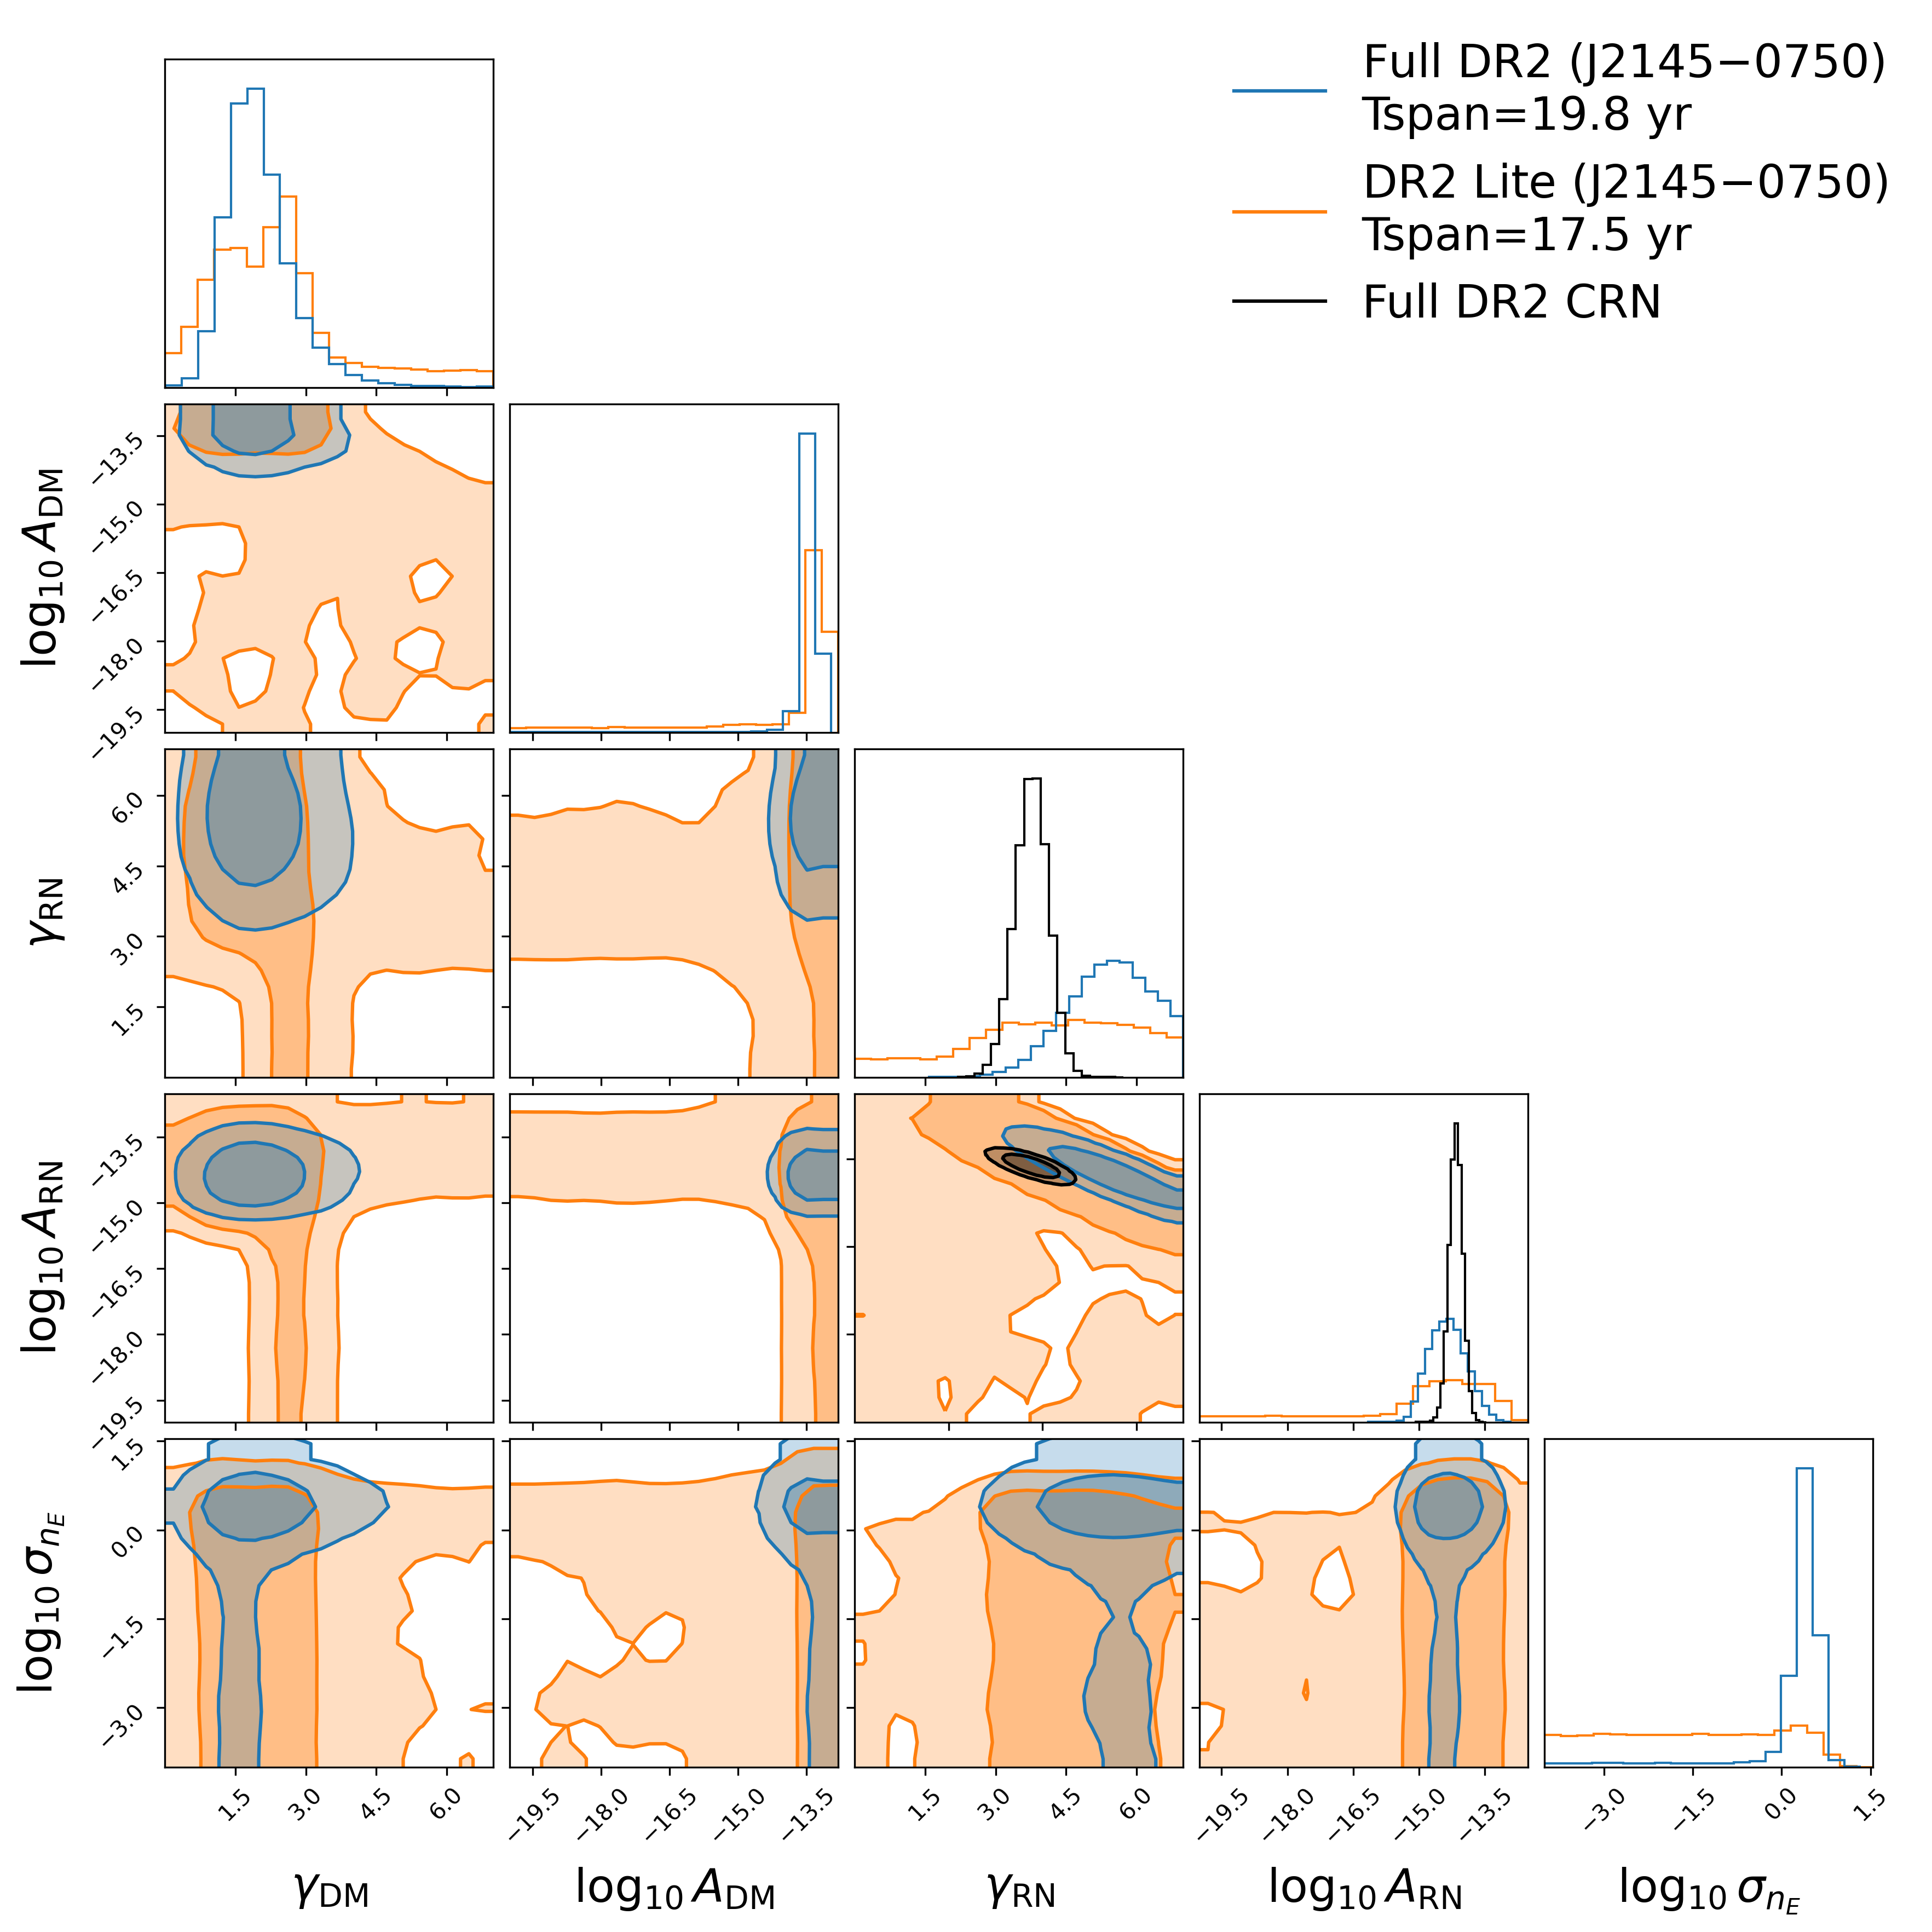 Full DR2 (J2145−0750)
Tspan=19.8 yr
DR2 Lite (J2145−0750)
Tspan=17.5 yr
Full DR2 CRN
log₁₀ A_DM
−13.5
−15.0
−16.5
−18.0
−19.5
γ_RN
6.0
4.5
3.0
1.5
log₁₀ A_RN
−13.5
−15.0
−16.5
−18.0
−19.5
log₁₀ σ_{n_E}
1.5
0.0
−1.5
−3.0
1.5 3.0 4.5 6.0
−19.5 −18.0 −16.5 −15.0 −13.5
1.5 3.0 4.5 6.0
−19.5 −18.0 −16.5 −15.0 −13.5
−3.0 −1.5 0.0 1.5
γ_DM
log₁₀ A_DM
γ_RN
log₁₀ A_RN
log₁₀ σ_{n_E}